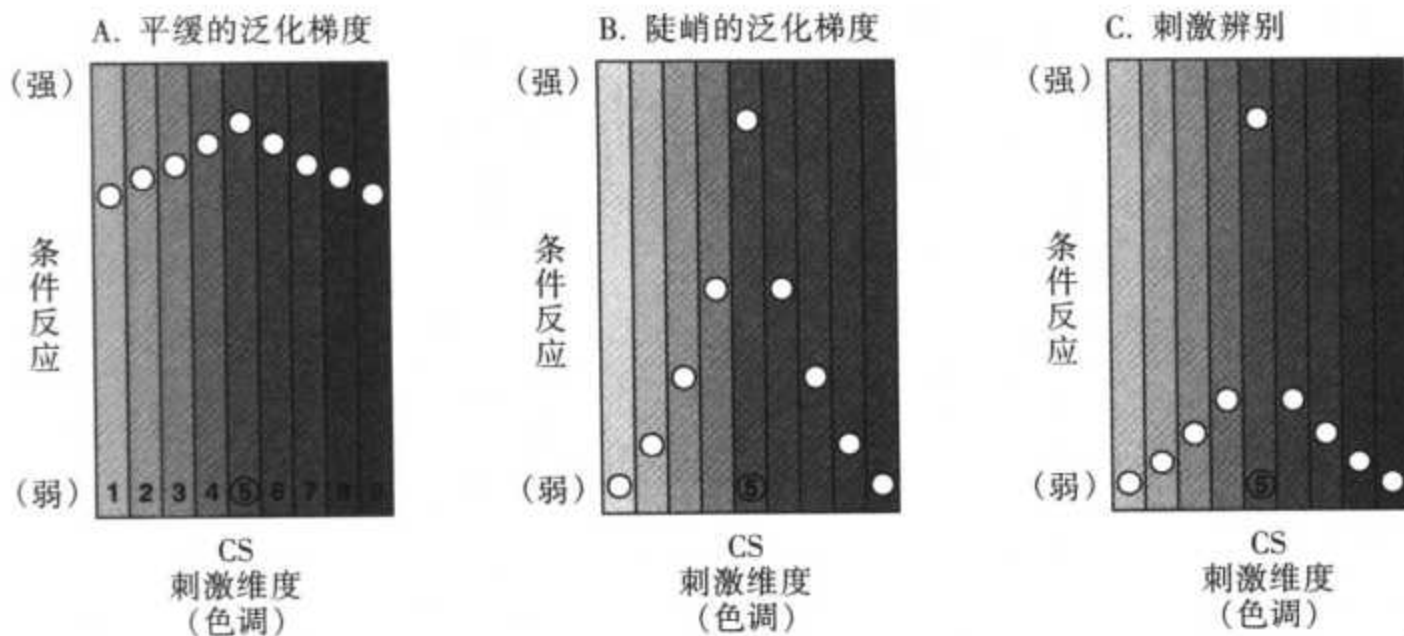 A. 平缓的泛化梯度
(强)
条件反应
(弱)
1 2 3 4 ⑤ 6 7 8 9
CS
刺激维度
(色调)
B. 陡峭的泛化梯度
(强)
条件反应
(弱)
⑤
CS
刺激维度
(色调)
C. 刺激辨别
(强)
条件反应
(弱)
⑤
CS
刺激维度
(色调)